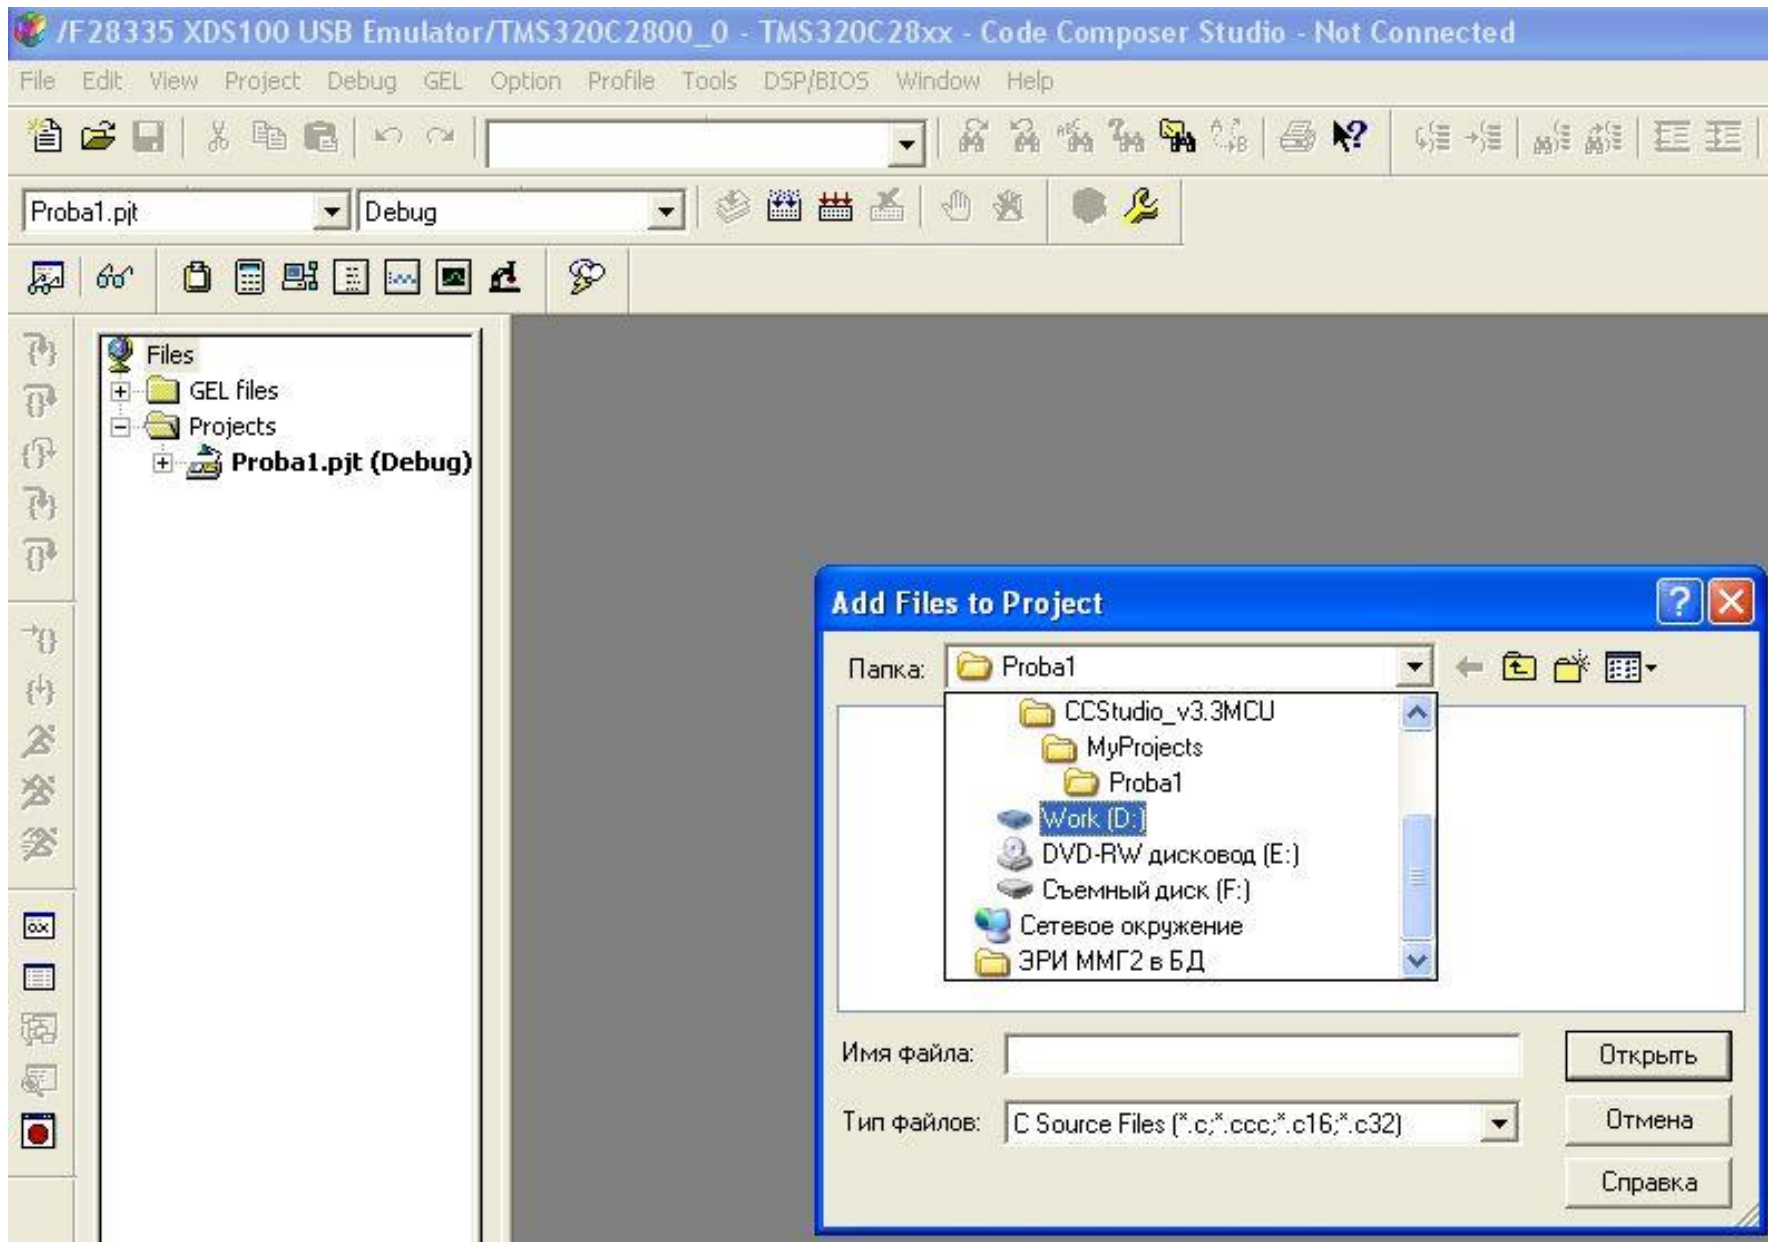 /F28335 XDS100 USB Emulator/TMS320C2800_0 - TMS320C28xx - Code Composer Studio - Not Connected
File Edit View Project Debug GEL Option Profile Tools DSP/BIOS Window Help
Proba1.pjt Debug
Files
GEL files
Projects
Proba1.pjt (Debug)
Add Files to Project
Папка: Proba1
CCStudio_v3.3MCU
MyProjects
Proba1
Work (D:)
DVD-RW дисковод (E:)
Съемный диск (F:)
Сетевое окружение
ЭРИ ММГ2 в БД
Имя файла: Открыть
Тип файлов: C Source Files (*.c;*.ccc;*.c16;*.c32) Отмена
Справка